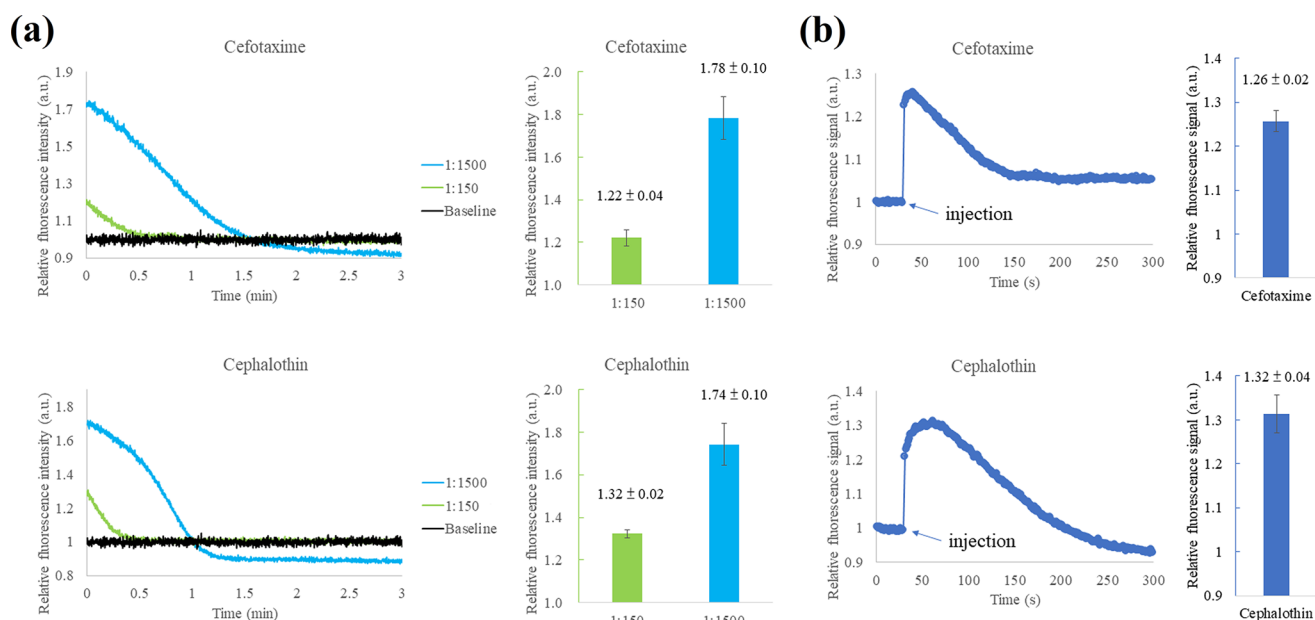 (a)
Cefotaxime
Relative fluorescence intensity (a.u.)
1.9
1.7
1.5
1.3
1.1
0.9
0
0.5
1
1.5
2
2.5
3
Time (min)
1:1500
1:150
Baseline
Cefotaxime
Relative fluorescence intensity (a.u.)
2.0
1.8
1.6
1.4
1.2
1.0
1.22 ± 0.04
1.78 ± 0.10
1:150
1:1500
(b)
Cefotaxime
Relative fluorescence signal (a.u.)
1.3
1.2
1.1
1
0.9
injection
0
50
100
150
200
250
300
Time (s)
Relative fluorescence signal (a.u.)
1.4
1.3
1.2
1.1
1
0.9
1.26 ± 0.02
Cefotaxime
Cephalothin
Relative fluorescence intensity (a.u.)
1.8
1.6
1.4
1.2
1
0.8
0
0.5
1
1.5
2
2.5
3
Time (min)
1:1500
1:150
Baseline
Cephalothin
Relative fluorescence intensity (a.u.)
2.0
1.8
1.6
1.4
1.2
1.0
1.32 ± 0.02
1.74 ± 0.10
1:150
1:1500
Cephalothin
Relative fluorescence signal (a.u.)
1.4
1.3
1.2
1.1
1
0.9
injection
0
50
100
150
200
250
300
Time (s)
Relative fluorescence signal (a.u.)
1.4
1.3
1.2
1.1
1
0.9
1.32 ± 0.04
Cephalothin